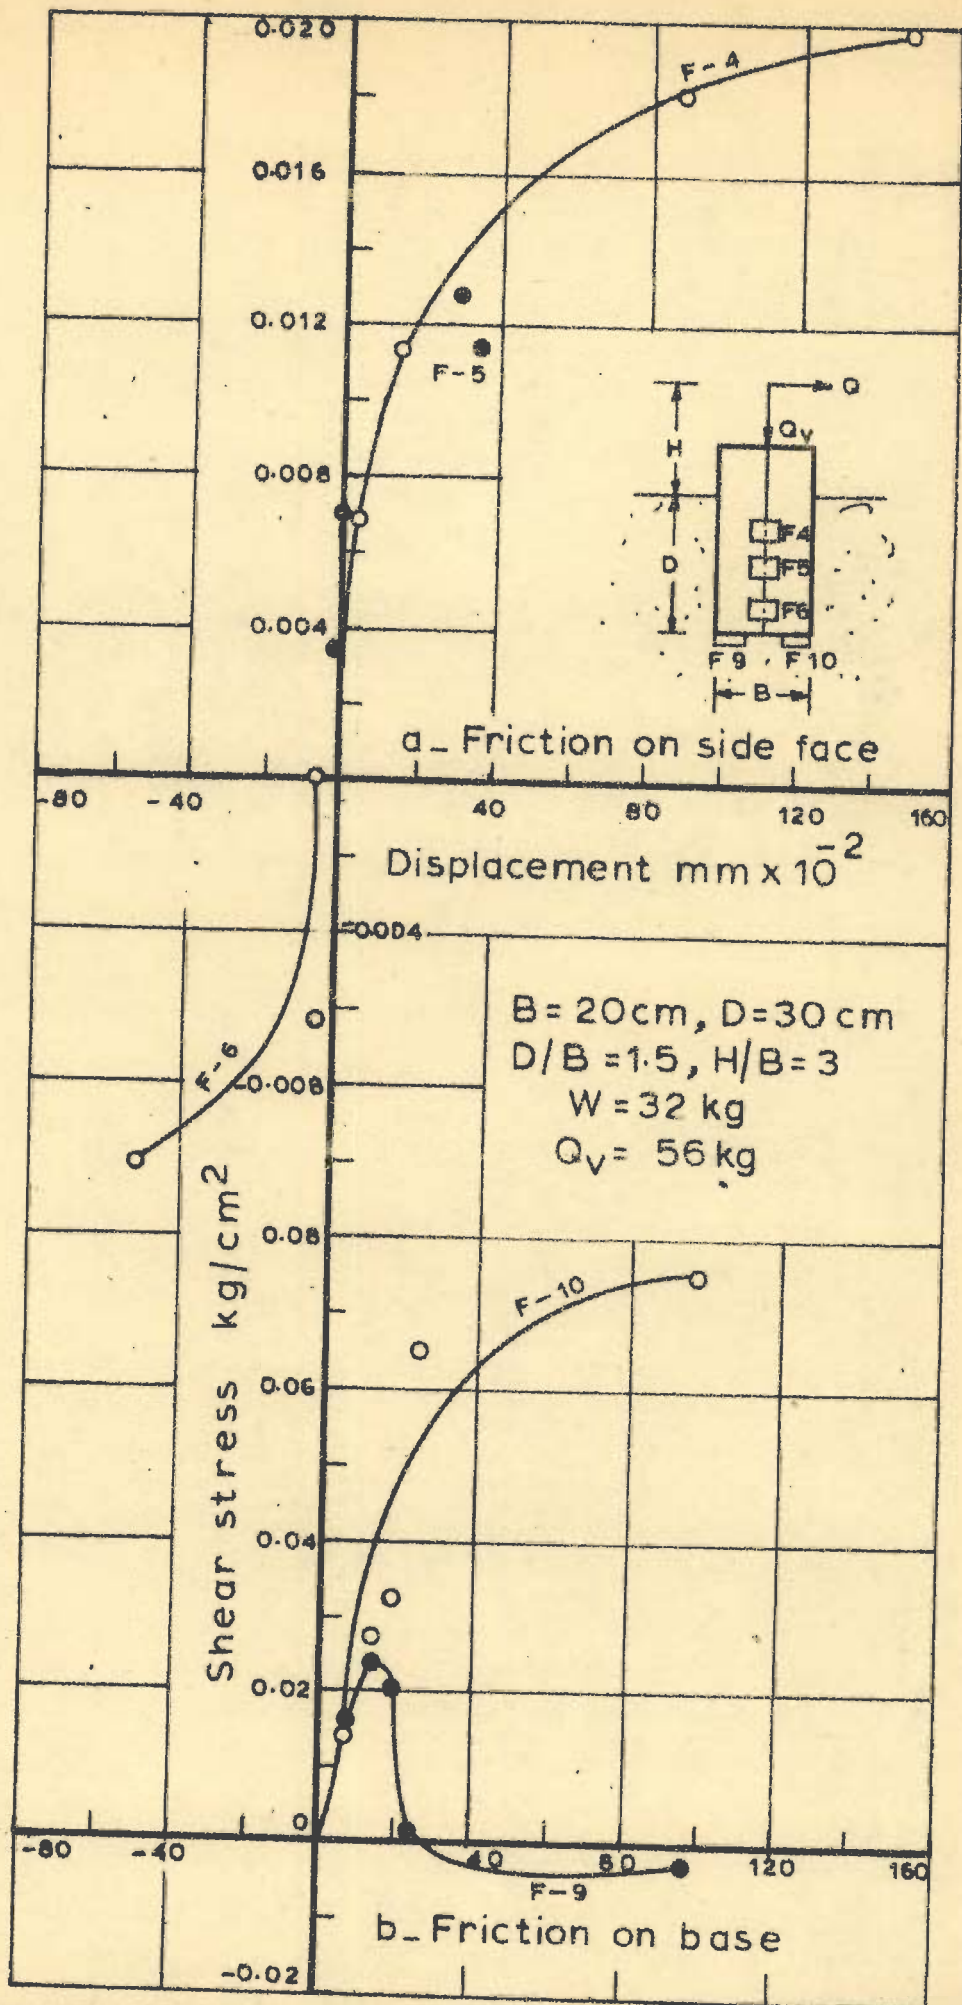 0.020
F-4
0.016
0.012
F-5
0.008
0.004
Q
Qv
H
D
F4
F5
F6
F9 F10
B
a_ Friction on side face
-80 -40 40 80 120 160
Displacement mm x 10^-2
-0.004
B = 20 cm, D = 30 cm
D/B = 1.5, H/B = 3
W = 32 kg
Qv = 56 kg
F-6
-0.008
Shear stress kg/cm2
0.08
F-10
0.06
0.04
0.02
0
-80 -40 40 80 120 160
F-9
b_ Friction on base
-0.02